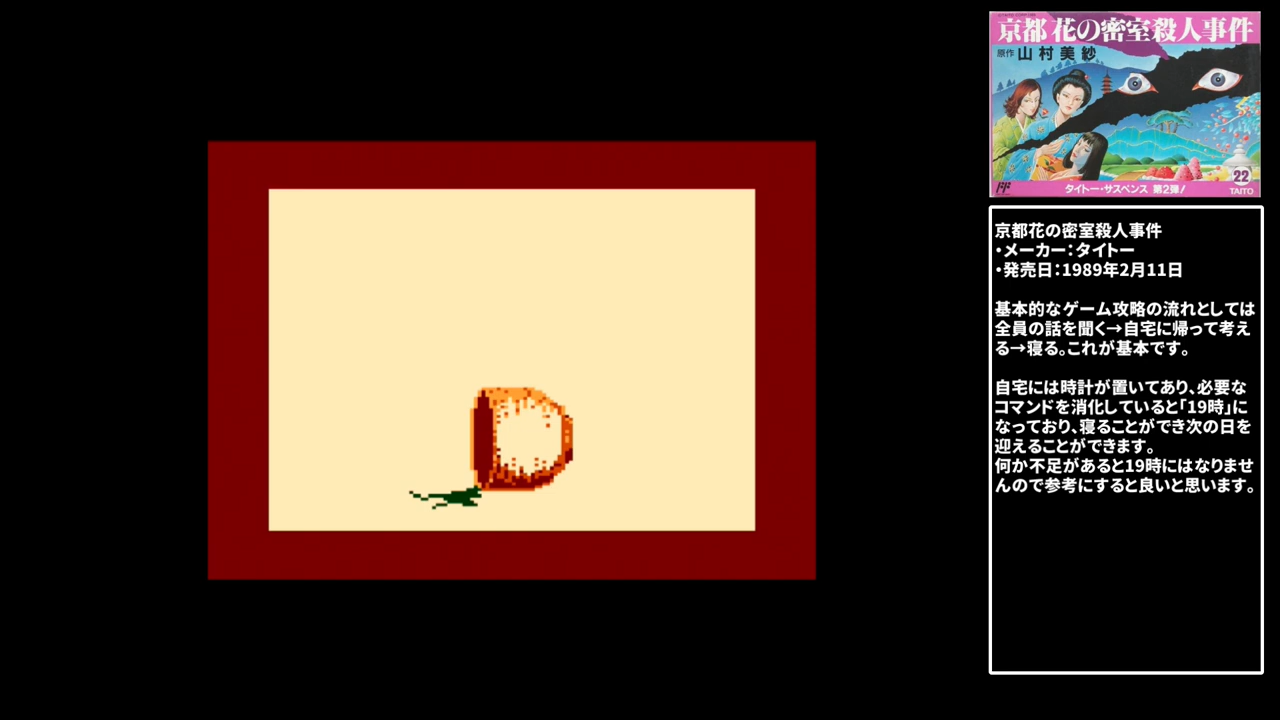 京都花の密室殺人事件
原作 山村美紗
タイトー・サスペンス 第2弾!
22
TAITO
京都花の密室殺人事件
・メーカー：タイトー
・発売日：1989年2月11日
基本的なゲーム攻略の流れとしては
全員の話を聞く→自宅に帰って考え
る→寝る。これが基本です。
自宅には時計が置いてあり、必要な
コマンドを消化していると「19時」に
なっており、寝ることができ次の日を
迎えることができます。
何か不足があると19時にはなりませ
んので参考にすると良いと思います。